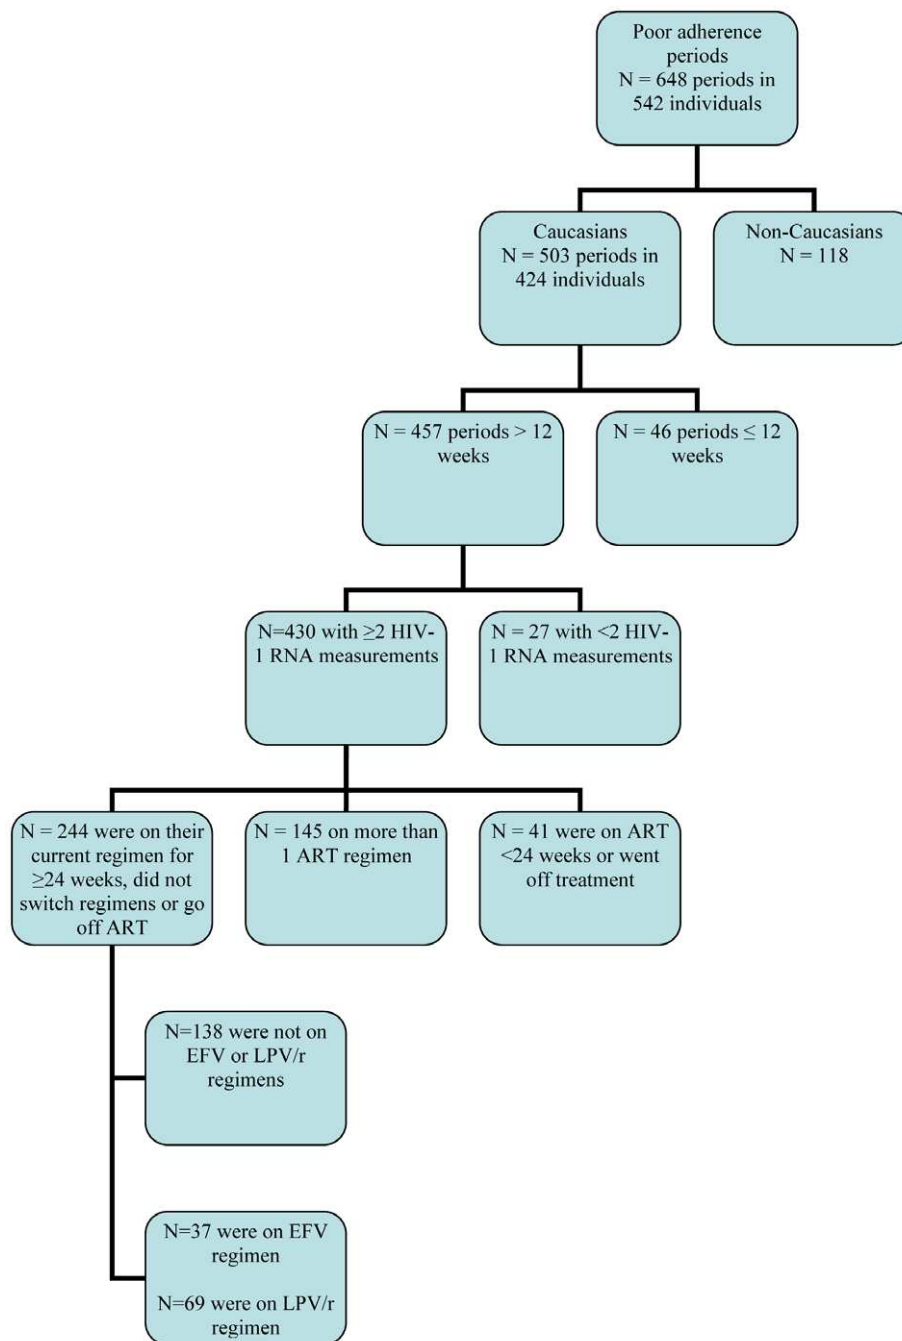 Poor adherence
periods
N = 648 periods in
542 individuals
Caucasians
N = 503 periods in
424 individuals
Non-Caucasians
N = 118
N = 457 periods > 12
weeks
N = 46 periods ≤ 12
weeks
N=430 with ≥2 HIV-
1 RNA measurements
N = 27 with <2 HIV-
1 RNA measurements
N = 244 were on their
current regimen for
≥24 weeks, did not
switch regimens or go
off ART
N = 145 on more than
1 ART regimen
N = 41 were on ART
<24 weeks or went
off treatment
N=138 were not on
EFV or LPV/r
regimens
N=37 were on EFV
regimen
N=69 were on LPV/r
regimen